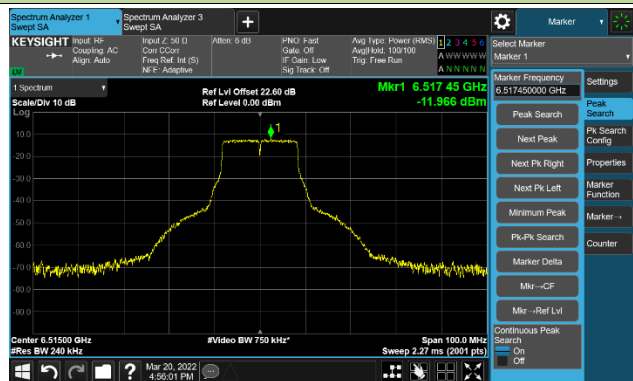 Spectrum Analyzer 1
Swept SA
Spectrum Analyzer 3
Swept SA
+
Marker
KEYSIGHT
Input: RF
Coupling: AC
Align: Auto
Input Z: 50 Ω
Corr CCorr
Freq Ref: Int (S)
NFE: Adaptive
Atten: 6 dB
PNO: Fast
Gate: Off
IF Gain: Low
Sig Track: Off
Avg Type: Power (RMS)
Avg|Hold: 100/100
Trig: Free Run
1 2 3 4 5 6
A W W W W W
A N N N N N
Select Marker
Marker 1
1 Spectrum
Scale/Div 10 dB
Log
Ref Lvl Offset 22.60 dB
Ref Level 0.00 dBm
Mkr1 6.517 45 GHz
-11.966 dBm
1
-10.0
-20.0
-30.0
-40.0
-50.0
-60.0
-70.0
-80.0
-90.0
Center 6.51500 GHz
#Res BW 240 kHz
#Video BW 750 kHz*
Span 100.0 MHz
Sweep 2.27 ms (2001 pts)
Marker Frequency
6.517450000 GHz
Peak Search
Next Peak
Next Pk Right
Next Pk Left
Minimum Peak
Pk-Pk Search
Marker Delta
Mkr→CF
Mkr→Ref Lvl
Continuous Peak
Search
On
Off
Settings
Peak
Search
Pk Search
Config
Properties
Marker
Function
Marker→
Counter
?
Mar 20, 2022
4:56:01 PM